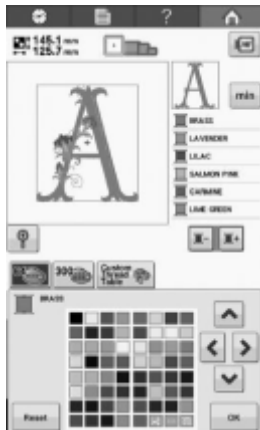 ?
145.1 mm
125.7 mm
A
A
min
BRASS
LAVENDER
LILAC
SALMON PINK
CARMINE
LIME GREEN
- +
300
Custom
Thread
Table
BRASS
Reset
OK